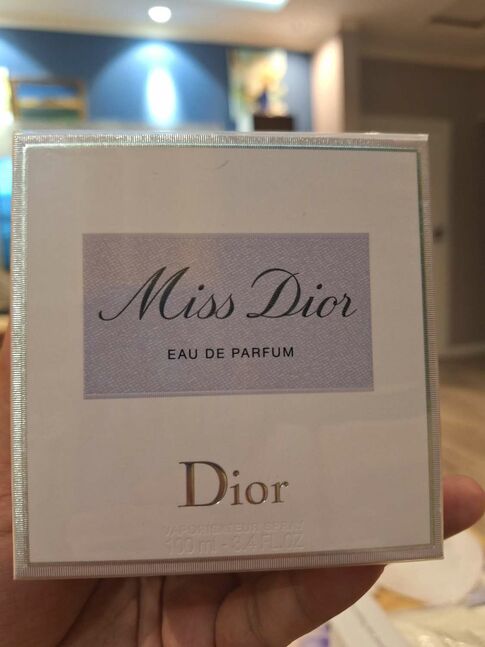 Miss Dior
EAU DE PARFUM
Dior
VAPORISATEUR SPRAY
100 ml - 3.4 FL.OZ